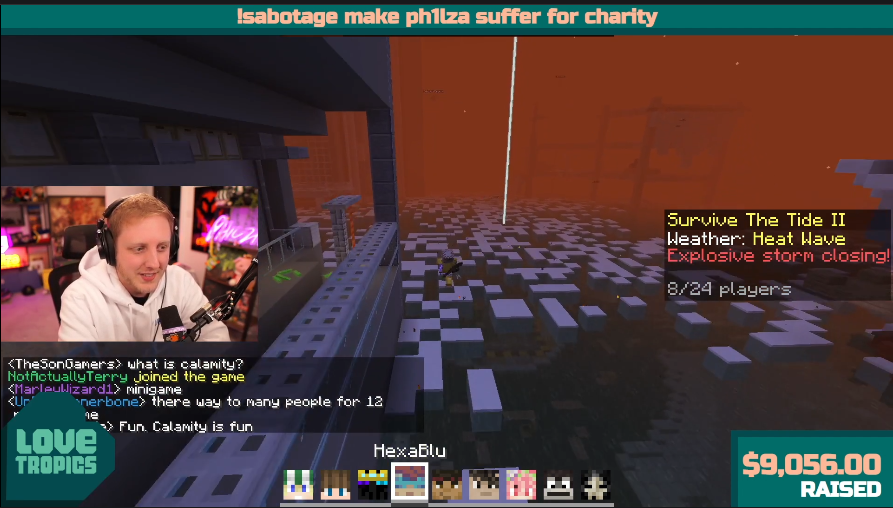 !sabotage make ph1lza suffer for charity
Survive The Tide II
Weather: Heat Wave
Explosive storm closing!
8/24 players
<TheSonGamers> what is calamity?
NotActuallyTerry joined the game
<MarleyWizard1> minigame
there way to many people for 12
Fun. Calamity is fun
LOVE
TROPICS
HexaBlu
$9,056.00
RAISED